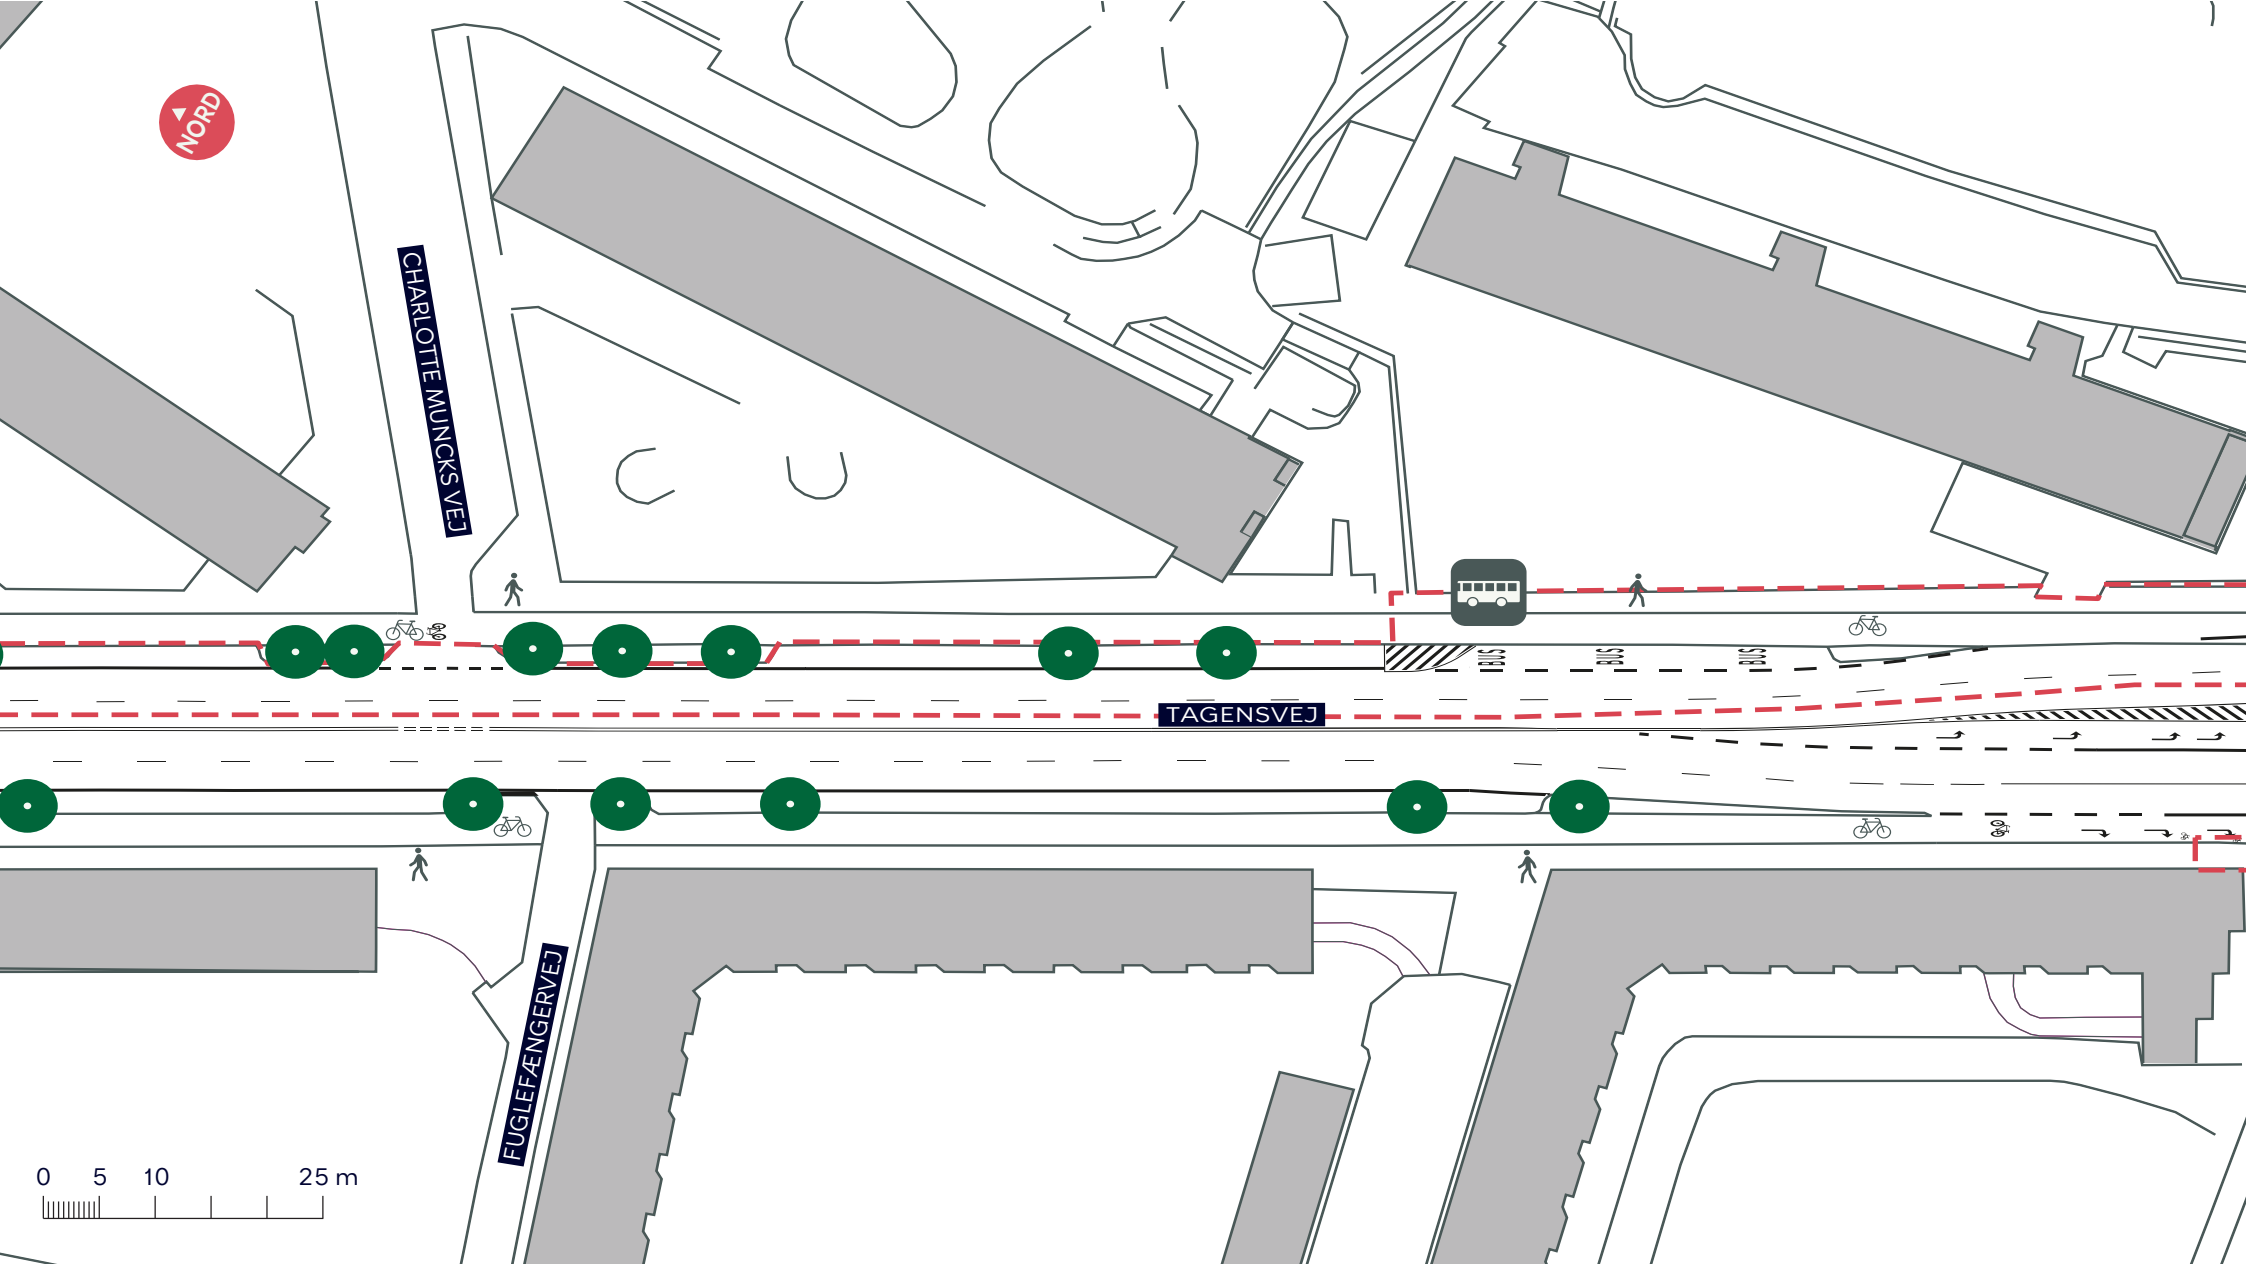 NORD
CHARLOTTE MUNCKS VEJ
BUS
BUS
BUS
TAGENSVEJ
FUGLEFÆNGERVEJ
0 5 10 25 m